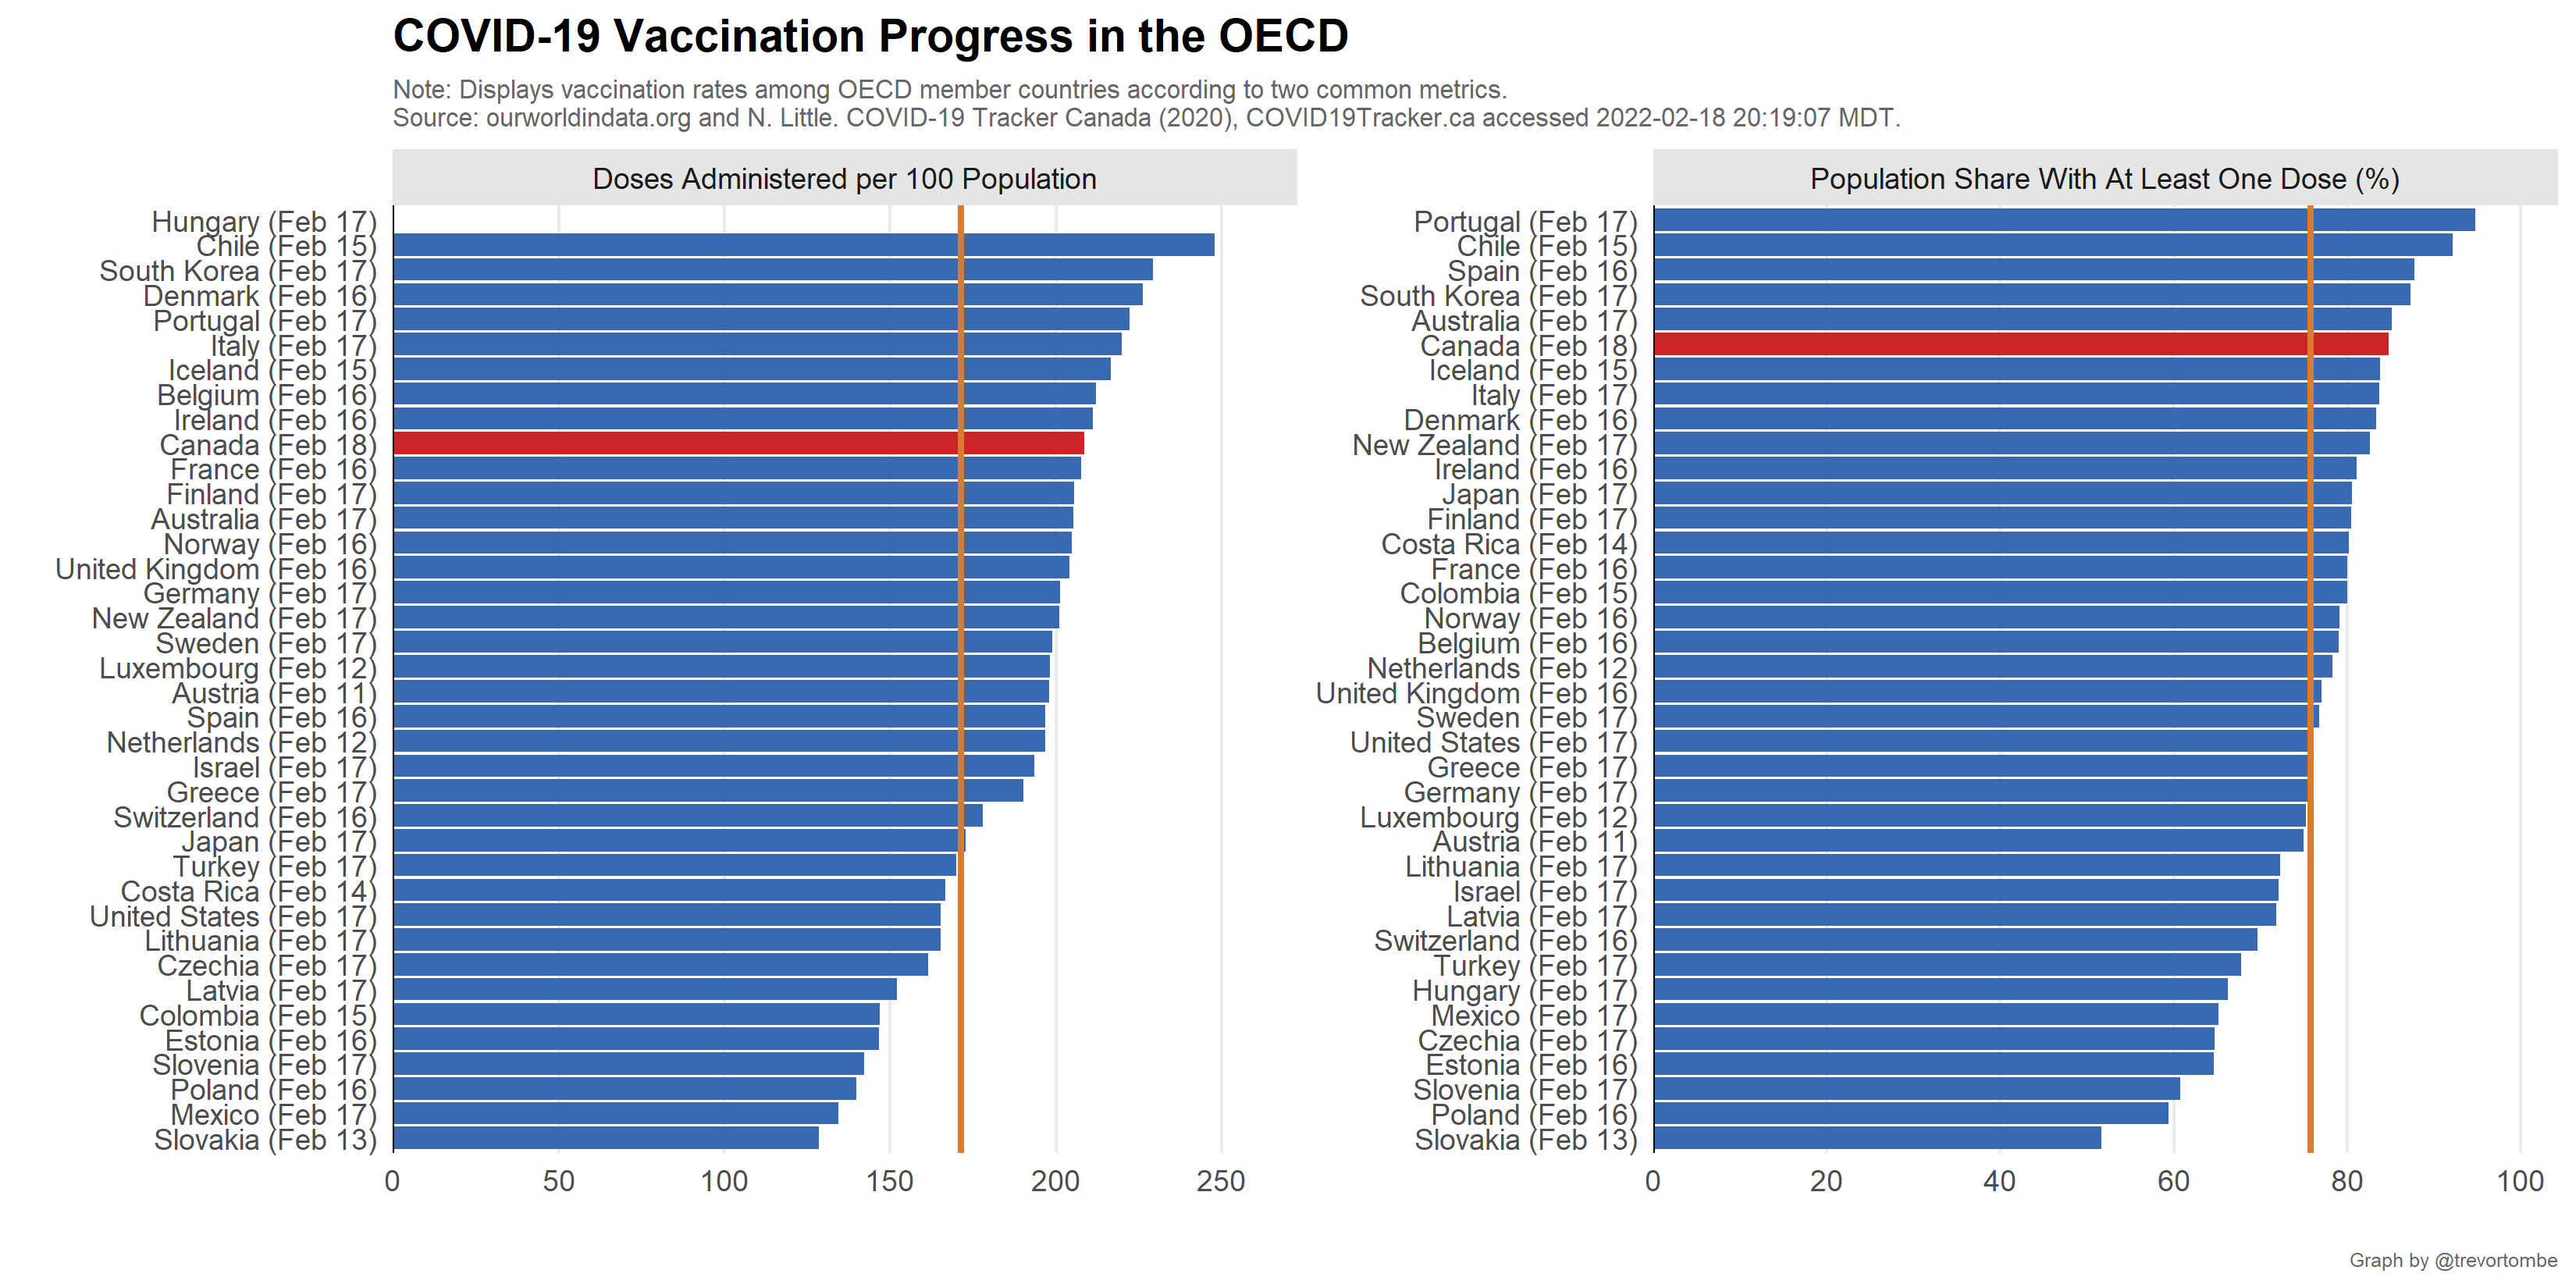 COVID-19 Vaccination Progress in the OECD
Note: Displays vaccination rates among OECD member countries according to two common metrics.
Source: ourworldindata.org and N. Little. COVID-19 Tracker Canada (2020), COVID19Tracker.ca accessed 2022-02-18 20:19:07 MDT.
Doses Administered per 100 Population
Hungary (Feb 17)
Chile (Feb 15)
South Korea (Feb 17)
Denmark (Feb 16)
Portugal (Feb 17)
Italy (Feb 17)
Iceland (Feb 15)
Belgium (Feb 16)
Ireland (Feb 16)
Canada (Feb 18)
France (Feb 16)
Finland (Feb 17)
Australia (Feb 17)
Norway (Feb 16)
United Kingdom (Feb 16)
Germany (Feb 17)
New Zealand (Feb 17)
Sweden (Feb 17)
Luxembourg (Feb 12)
Austria (Feb 11)
Spain (Feb 16)
Netherlands (Feb 12)
Israel (Feb 17)
Greece (Feb 17)
Switzerland (Feb 16)
Japan (Feb 17)
Turkey (Feb 17)
Costa Rica (Feb 14)
United States (Feb 17)
Lithuania (Feb 17)
Czechia (Feb 17)
Latvia (Feb 17)
Colombia (Feb 15)
Estonia (Feb 16)
Slovenia (Feb 17)
Poland (Feb 16)
Mexico (Feb 17)
Slovakia (Feb 13)
0 50 100 150 200 250
Population Share With At Least One Dose (%)
Portugal (Feb 17)
Chile (Feb 15)
Spain (Feb 16)
South Korea (Feb 17)
Australia (Feb 17)
Canada (Feb 18)
Iceland (Feb 15)
Italy (Feb 17)
Denmark (Feb 16)
New Zealand (Feb 17)
Ireland (Feb 16)
Japan (Feb 17)
Finland (Feb 17)
Costa Rica (Feb 14)
France (Feb 16)
Colombia (Feb 15)
Norway (Feb 16)
Belgium (Feb 16)
Netherlands (Feb 12)
United Kingdom (Feb 16)
Sweden (Feb 17)
United States (Feb 17)
Greece (Feb 17)
Germany (Feb 17)
Luxembourg (Feb 12)
Austria (Feb 11)
Lithuania (Feb 17)
Israel (Feb 17)
Latvia (Feb 17)
Switzerland (Feb 16)
Turkey (Feb 17)
Hungary (Feb 17)
Mexico (Feb 17)
Czechia (Feb 17)
Estonia (Feb 16)
Slovenia (Feb 17)
Poland (Feb 16)
Slovakia (Feb 13)
0 20 40 60 80 100
Graph by @trevortombe